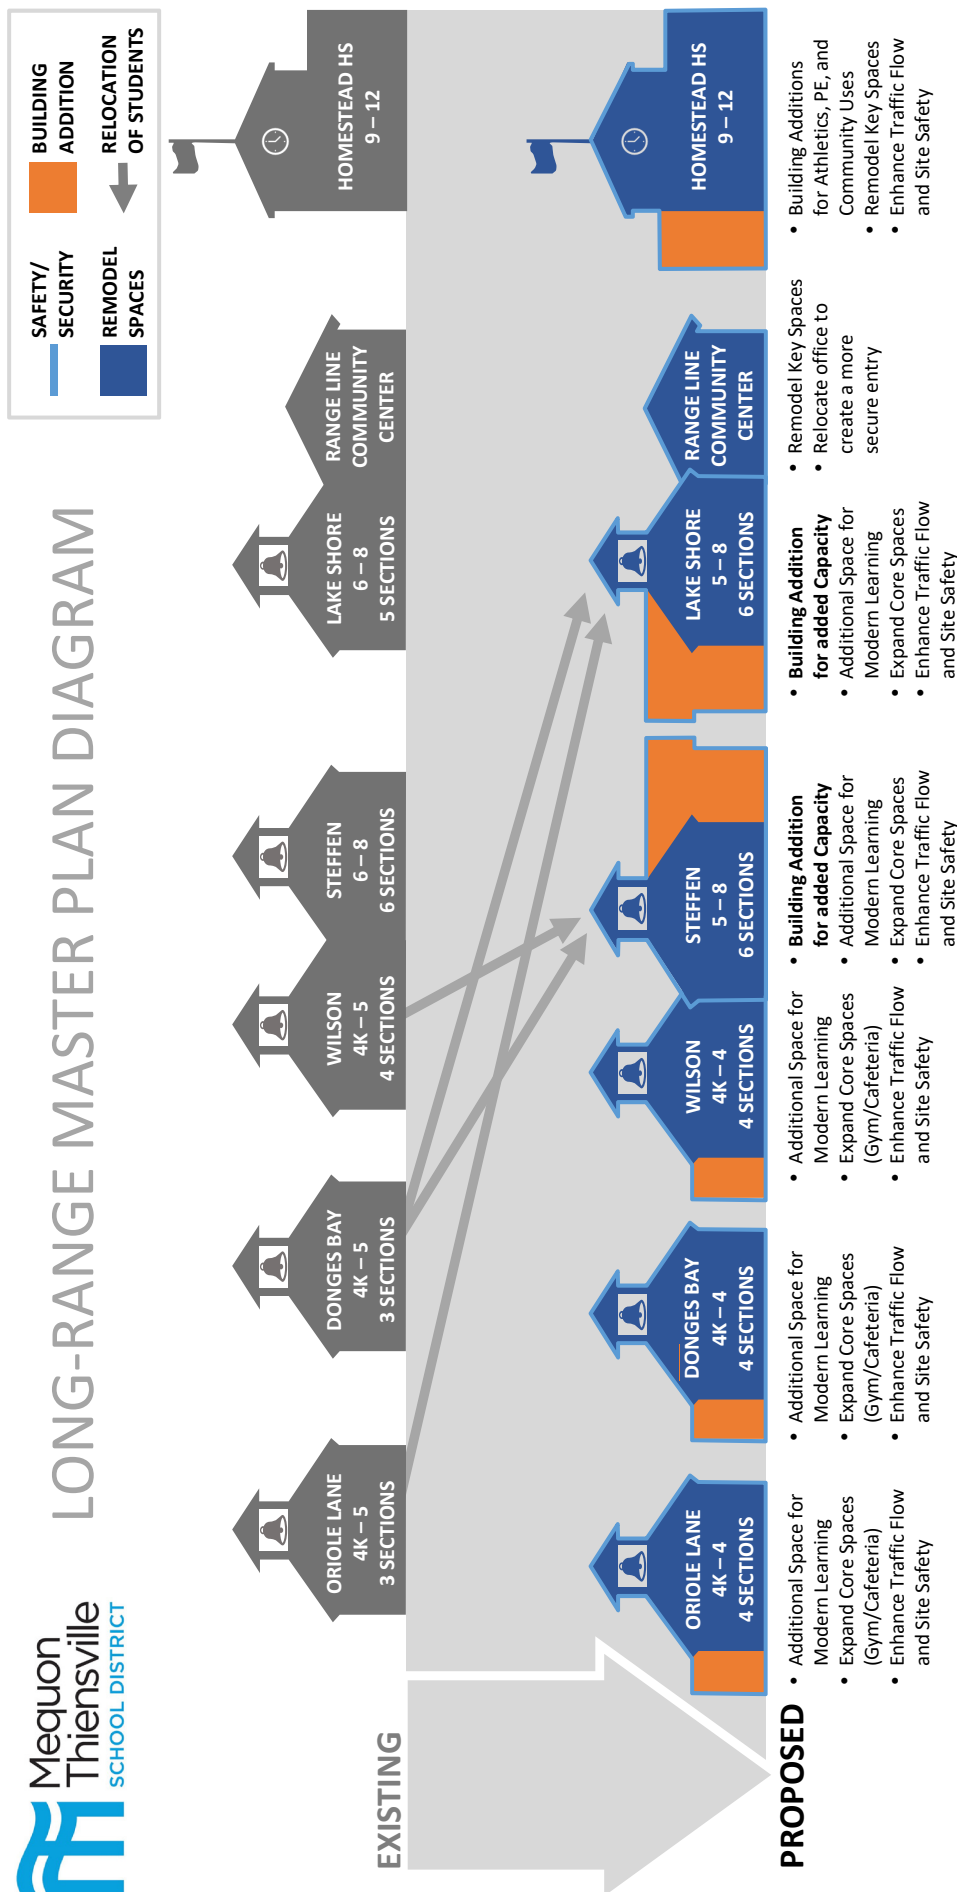 Mequon
Thiensville
SCHOOL DISTRICT
LONG-RANGE MASTER PLAN DIAGRAM
SAFETY/
SECURITY
BUILDING
ADDITION
REMODEL
SPACES
RELOCATION
OF STUDENTS
EXISTING
ORIOLE LANE
4K – 5
3 SECTIONS
DONGES BAY
4K – 5
3 SECTIONS
WILSON
4K – 5
4 SECTIONS
STEFFEN
6 – 8
6 SECTIONS
LAKE SHORE
6 – 8
5 SECTIONS
RANGE LINE
COMMUNITY
CENTER
HOMESTEAD HS
9 – 12
PROPOSED
ORIOLE LANE
4K – 4
4 SECTIONS
DONGES BAY
4K – 4
4 SECTIONS
WILSON
4K – 4
4 SECTIONS
STEFFEN
5 – 8
6 SECTIONS
LAKE SHORE
5 – 8
6 SECTIONS
RANGE LINE
COMMUNITY
CENTER
HOMESTEAD HS
9 – 12
• Additional Space for
Modern Learning
• Expand Core Spaces
(Gym/Cafeteria)
• Enhance Traffic Flow
and Site Safety
• Additional Space for
Modern Learning
• Expand Core Spaces
(Gym/Cafeteria)
• Enhance Traffic Flow
and Site Safety
• Additional Space for
Modern Learning
• Expand Core Spaces
(Gym/Cafeteria)
• Enhance Traffic Flow
and Site Safety
• Building Addition
for added Capacity
• Additional Space for
Modern Learning
• Expand Core Spaces
• Enhance Traffic Flow
and Site Safety
• Building Addition
for added Capacity
• Additional Space for
Modern Learning
• Expand Core Spaces
• Enhance Traffic Flow
and Site Safety
• Remodel Key Spaces
• Relocate office to
create a more
secure entry
• Building Additions
for Athletics, PE, and
Community Uses
• Remodel Key Spaces
• Enhance Traffic Flow
and Site Safety